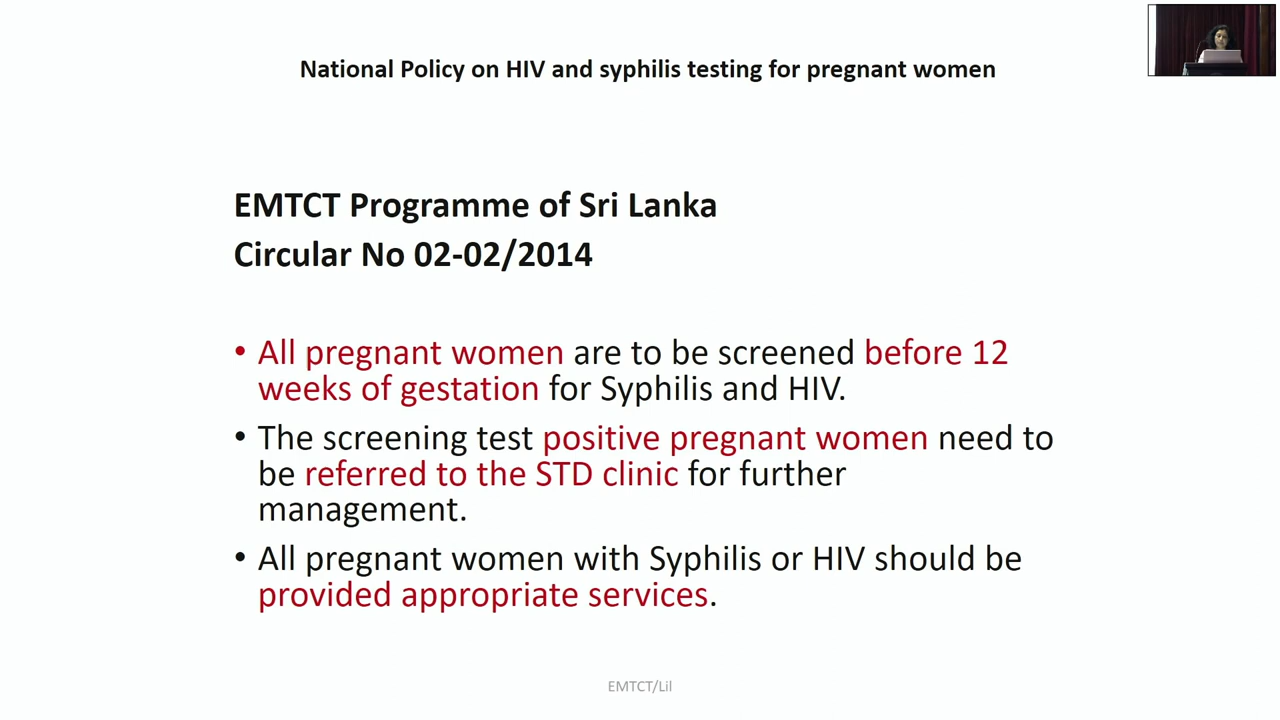 National Policy on HIV and syphilis testing for pregnant women
EMTCT Programme of Sri Lanka
Circular No 02-02/2014
• All pregnant women are to be screened before 12
weeks of gestation for Syphilis and HIV.
• The screening test positive pregnant women need to
be referred to the STD clinic for further
management.
• All pregnant women with Syphilis or HIV should be
provided appropriate services.
EMTCT/Lil